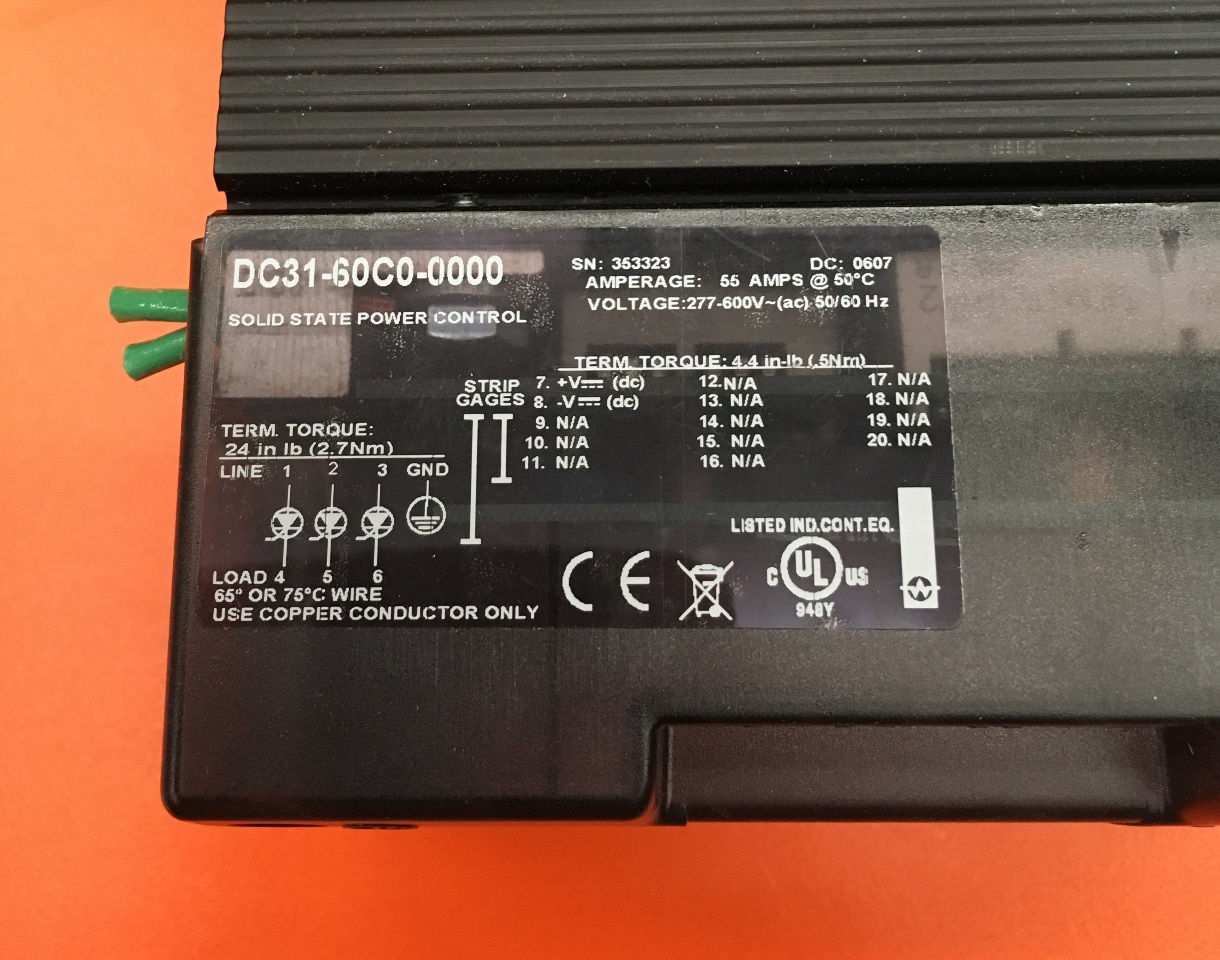 DC31-60C0-0000
SOLID STATE POWER CONTROL
SN: 353323 DC: 0607
AMPERAGE: 55 AMPS @ 50°C
VOLTAGE:277-600V~(ac) 50/60 Hz
TERM. TORQUE: 4.4 in-lb (.5Nm)
STRIP
GAGES
7. +V⎓ (dc) 12.N/A 17. N/A
8. -V⎓ (dc) 13. N/A 18. N/A
9. N/A 14. N/A 19. N/A
10. N/A 15. N/A 20. N/A
11. N/A 16. N/A
TERM. TORQUE:
24 in lb (2.7Nm)
LINE 1 2 3 GND
LOAD 4 5 6
65° OR 75°C WIRE
USE COPPER CONDUCTOR ONLY
CE
LISTED IND.CONT.EQ.
C UL US
948Y
W